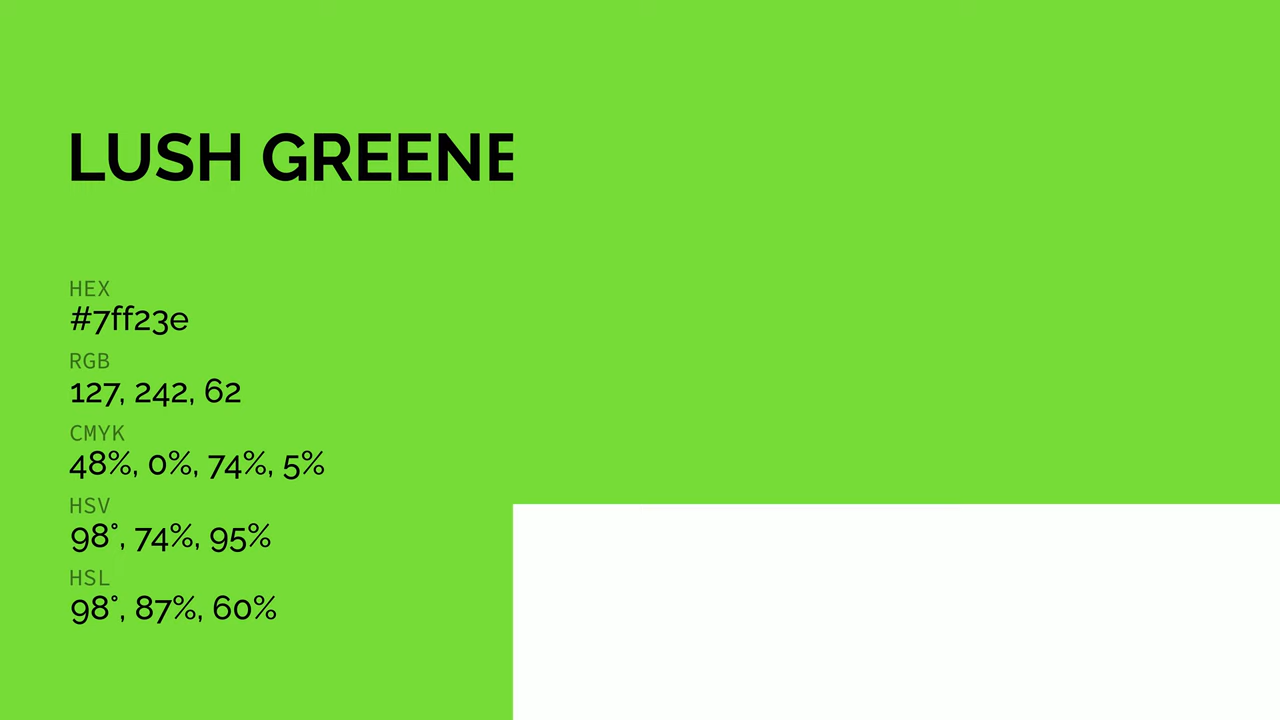 LUSH GREENE
HEX
#7ff23e
RGB
127, 242, 62
CMYK
48%, 0%, 74%, 5%
HSV
98°, 74%, 95%
HSL
98°, 87%, 60%